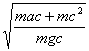 √((mac + mc²)/(mgc))